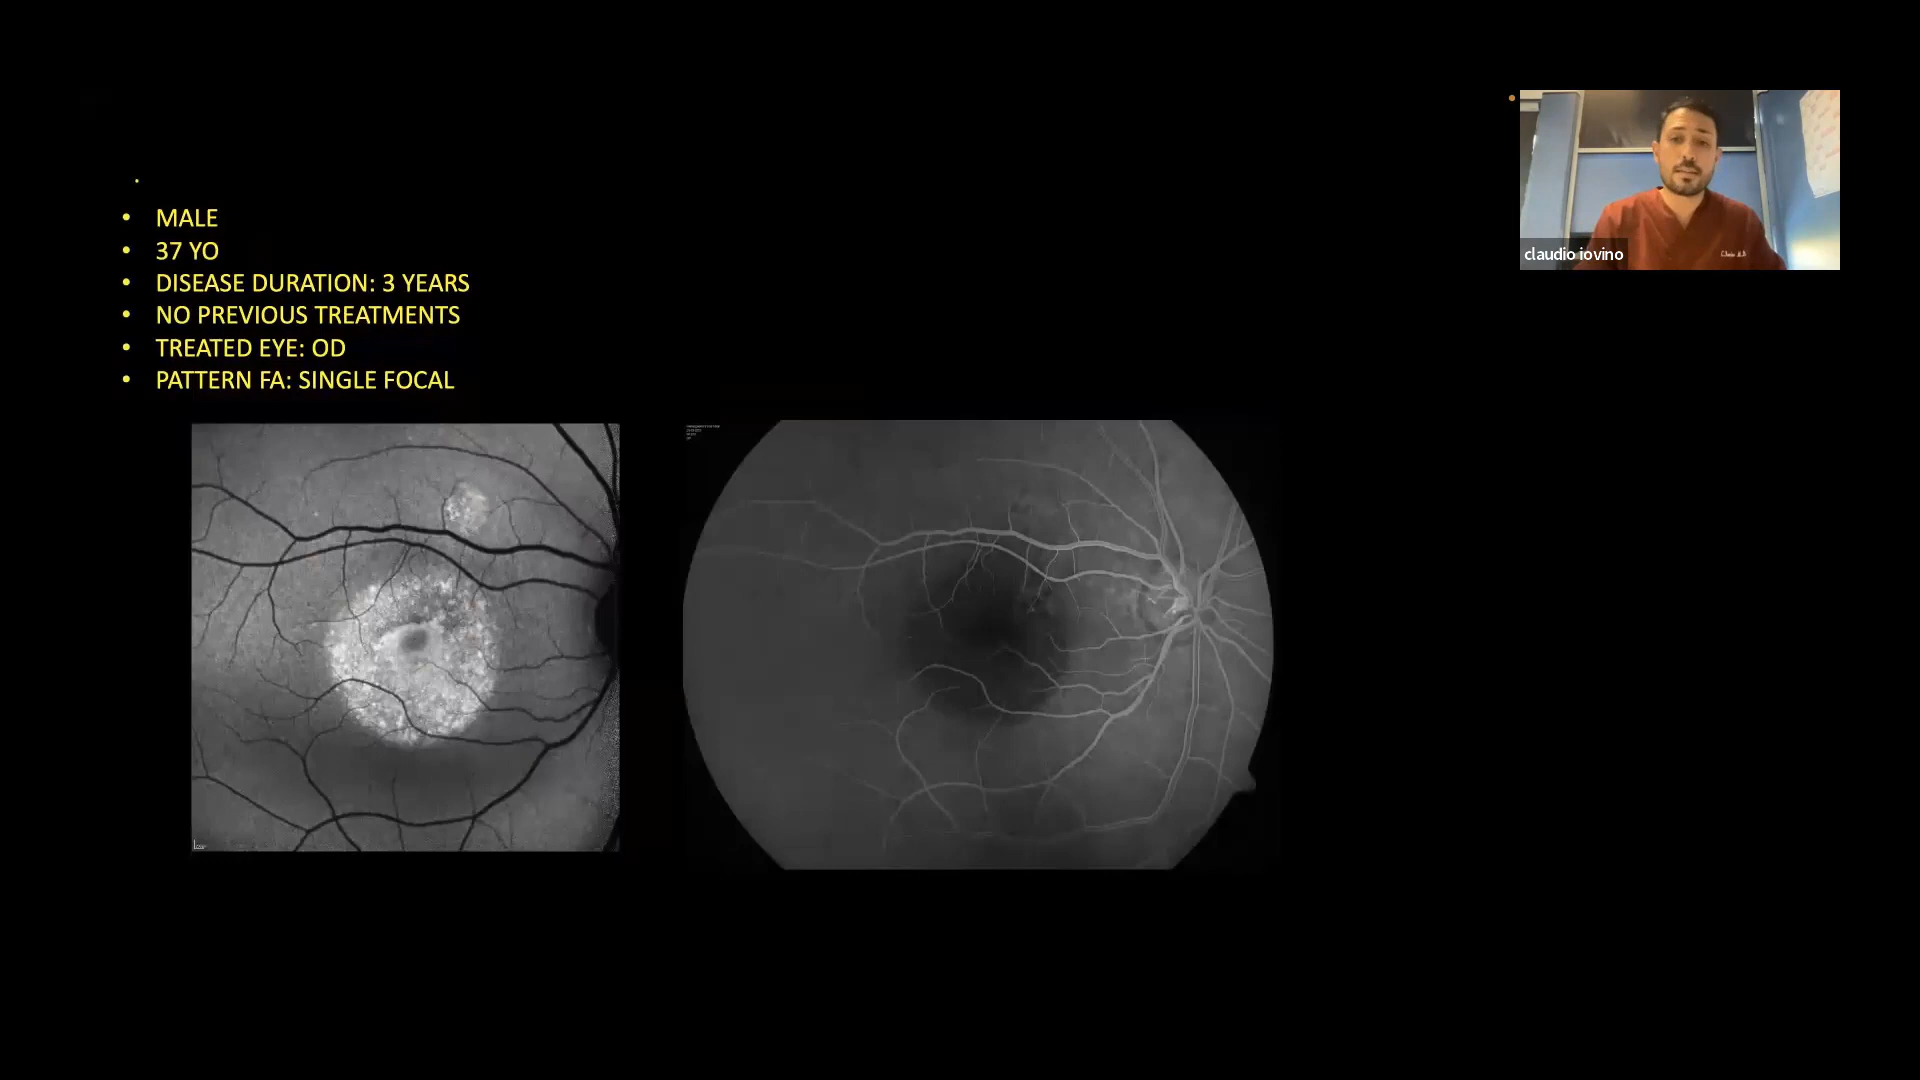 MALE
37 YO
DISEASE DURATION: 3 YEARS
NO PREVIOUS TREATMENTS
TREATED EYE: OD
PATTERN FA: SINGLE FOCAL
claudio iovino